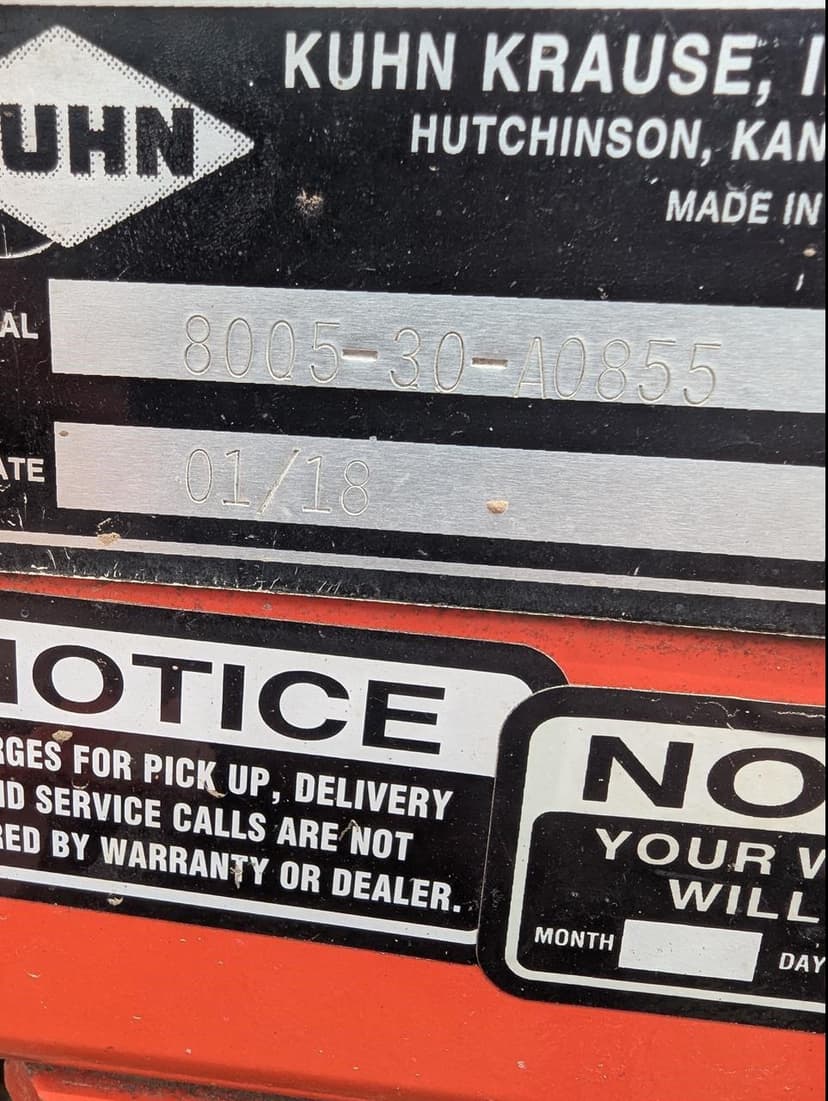 UHN
KUHN KRAUSE, I
HUTCHINSON, KAN
MADE IN
AL 8005-30-A0855
ATE 01/18
NOTICE
RGES FOR PICK UP, DELIVERY
ND SERVICE CALLS ARE NOT
RED BY WARRANTY OR DEALER.
NO
YOUR W
WILL
MONTH DAY